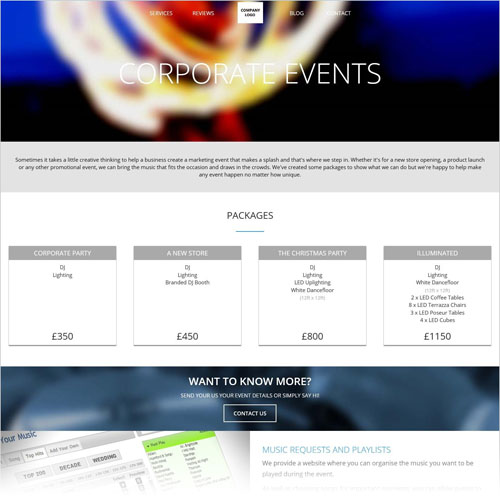 SERVICES
REVIEWS
COMPANY
LOGO
BLOG
CONTACT
CORPORATE EVENTS
Sometimes it takes a little creative thinking to help a business create a marketing event that makes a splash and that's where we step in. Whether it's for a new store opening, a product launch
or any other promotional event, we can bring the music that fits the occasion and draws in the crowds. We've created some packages to show what we can do but we're happy to help make
any event happen no matter how unique.
PACKAGES
CORPORATE PARTY
DJ
Lighting
£350
A NEW STORE
DJ
Lighting
Branded DJ Booth
£450
THE CHRISTMAS PARTY
DJ
Lighting
LED Uplighting
White Dancefloor
(12ft x 12ft)
£800
ILLUMINATED
DJ
Lighting
White Dancefloor
(12ft x 12ft)
2 x LED Coffee Tables
8 x LED Terrazza Chairs
3 x LED Poseur Tables
4 x LED Cubes
£1150
WANT TO KNOW MORE?
SEND YOUR US YOUR EVENT DETAILS OR SIMPLY SAY HI!
CONTACT US
Your Music
Top Hits
Add Your Own
TOP 200
DECADE
WEDDING
MUSIC REQUESTS AND PLAYLISTS
We provide a website where you can organise the music you want to be
played during the event.